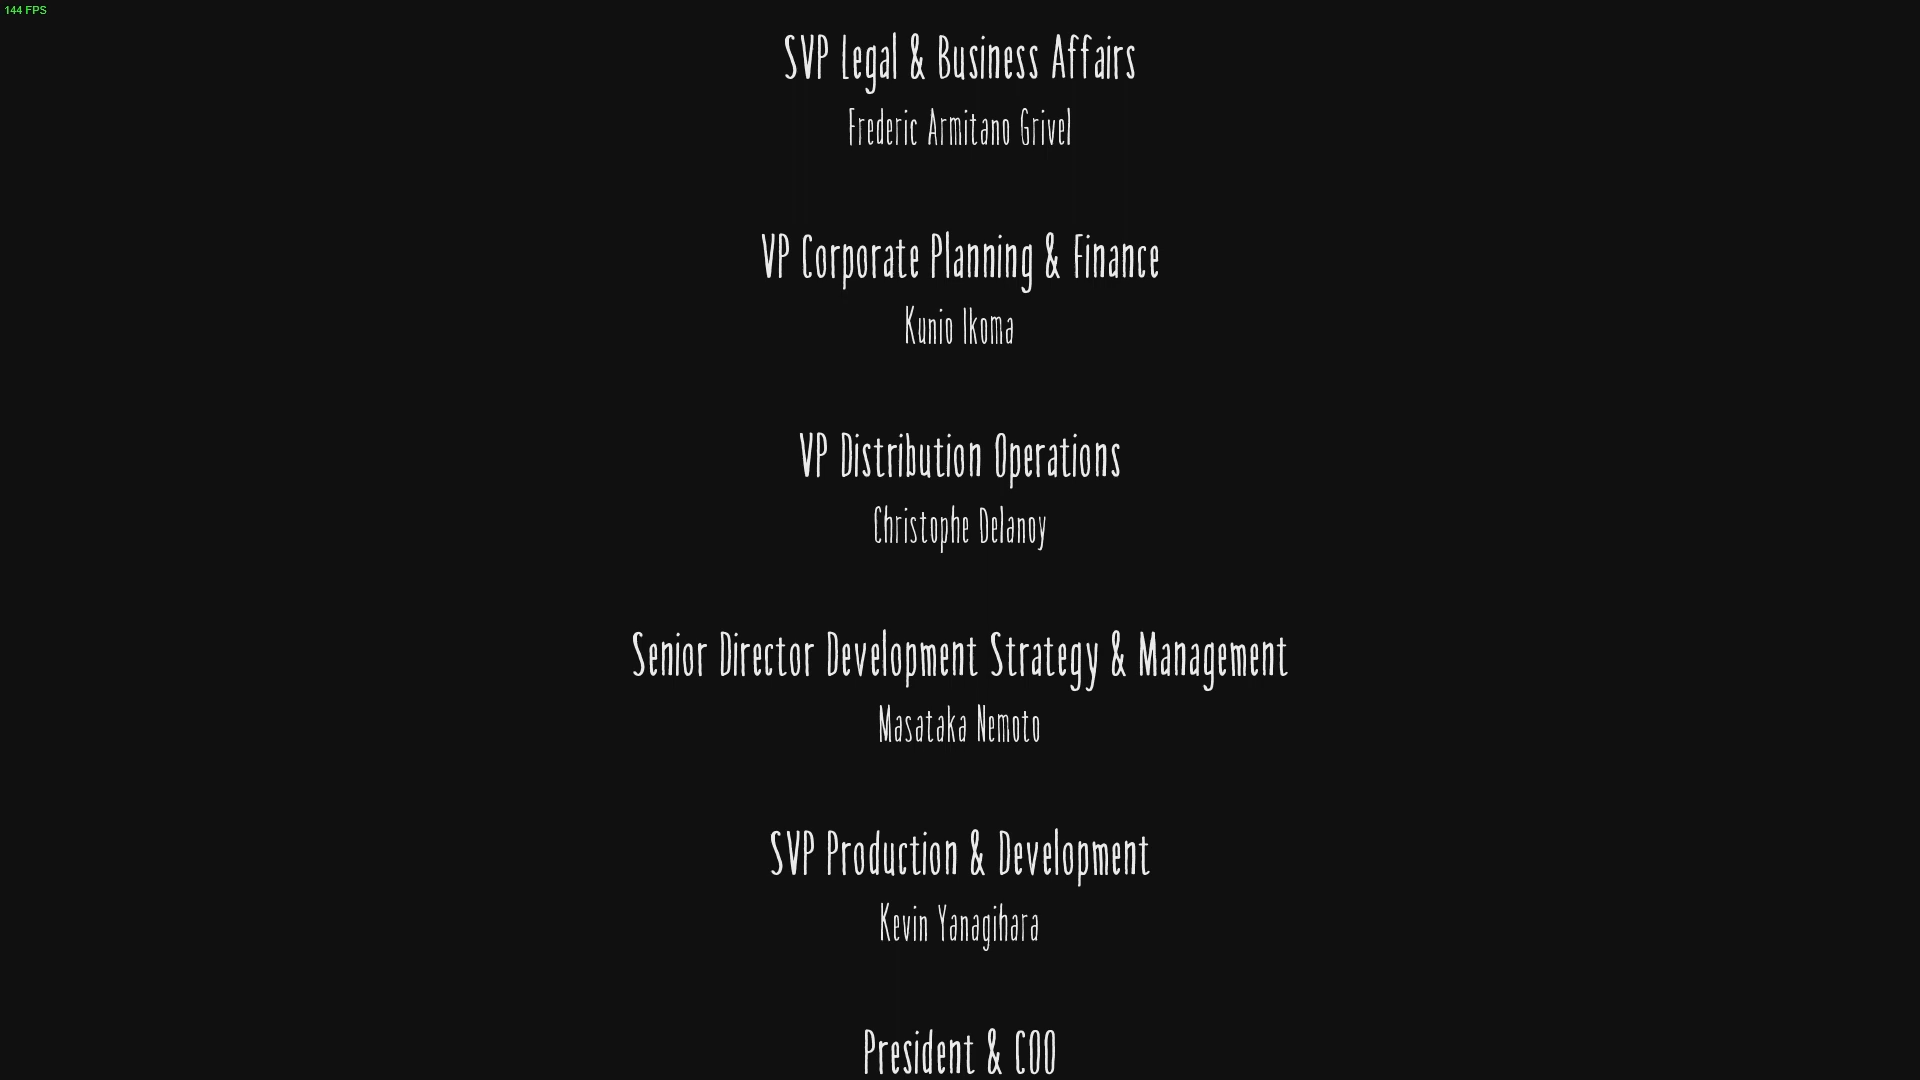 144 FPS
SVP Legal & Business Affairs
Frederic Armitano Grivel
VP Corporate Planning & Finance
Kunio Ikoma
VP Distribution Operations
Christophe Delanoy
Senior Director Development Strategy & Management
Masataka Nemoto
SVP Production & Development
Kevin Yanagihara
President & COO